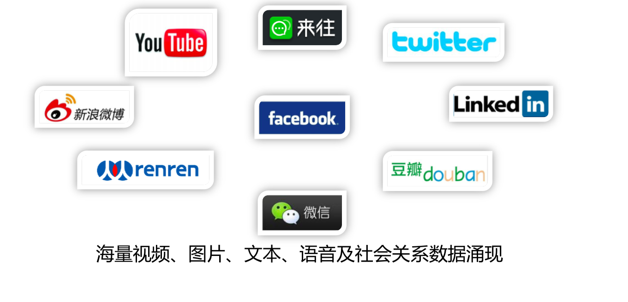 YouTube
来往
twitter
新浪微博
facebook
Linked in
renren
豆瓣douban
微信
海量视频、图片、文本、语音及社会关系数据涌现